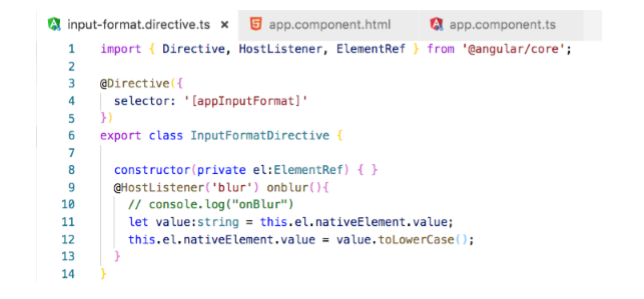 input-format.directive.ts × app.component.html app.component.ts
1 import { Directive, HostListener, ElementRef } from '@angular/core';
2
3 @Directive({
4 selector: '[appInputFormat]'
5 })
6 export class InputFormatDirective {
7
8 constructor(private el:ElementRef) { }
9 @HostListener('blur') onblur(){
10 // console.log("onBlur")
11 let value:string = this.el.nativeElement.value;
12 this.el.nativeElement.value = value.toLowerCase();
13 }
14 }